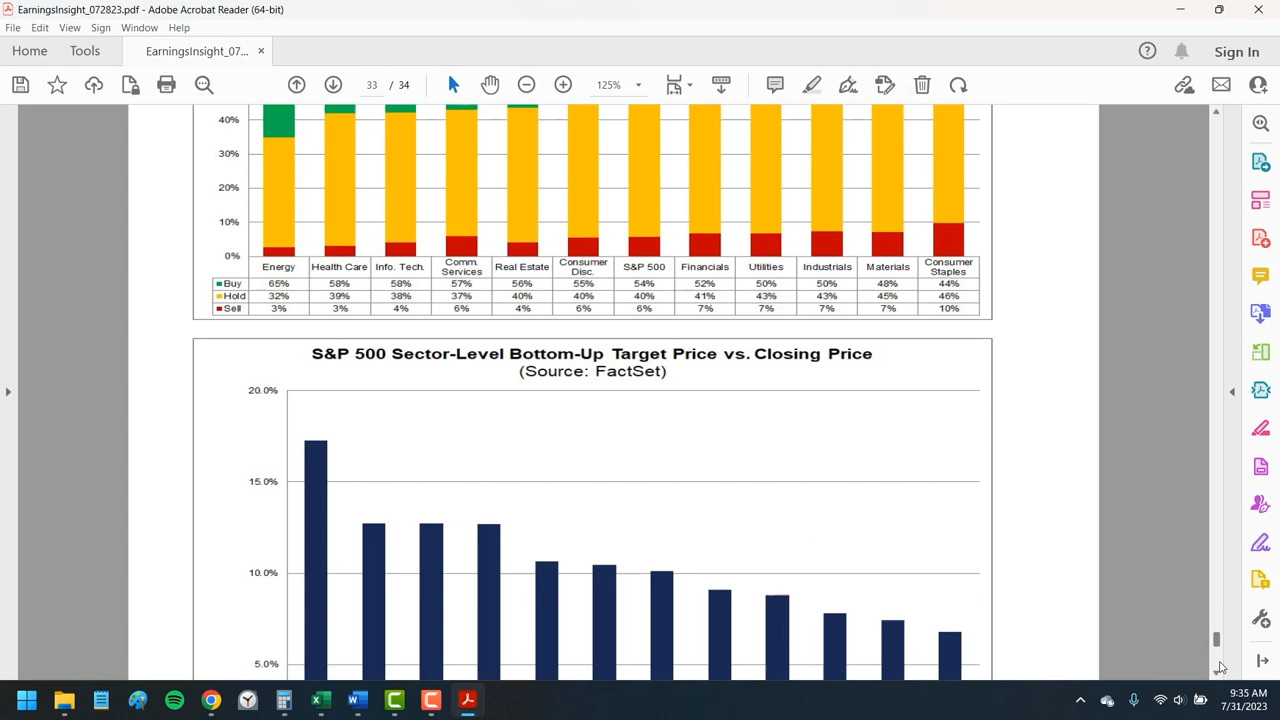 EarningsInsight_072823.pdf - Adobe Acrobat Reader (64-bit)
File Edit View Sign Window Help
Home Tools EarningsInsight_07... × Sign In
33 / 34 125%
40%
30%
20%
10%
0%
Energy Health Care Info. Tech. Comm. Services Real Estate Consumer Disc. S&P 500 Financials Utilities Industrials Materials Consumer Staples
Buy 65% 58% 58% 57% 56% 55% 54% 52% 50% 50% 48% 44%
Hold 32% 39% 38% 37% 40% 40% 40% 41% 43% 43% 45% 46%
Sell 3% 3% 4% 6% 4% 6% 6% 7% 7% 7% 7% 10%
S&P 500 Sector-Level Bottom-Up Target Price vs. Closing Price
(Source: FactSet)
20.0%
15.0%
10.0%
5.0%
9:35 AM
7/31/2023